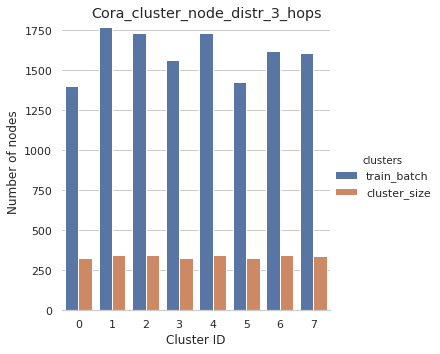 Cora_cluster_node_distr_3_hops
1750
1500
1250
1000
750
500
250
0
Number of nodes
0 1 2 3 4 5 6 7
Cluster ID
clusters
train_batch
cluster_size